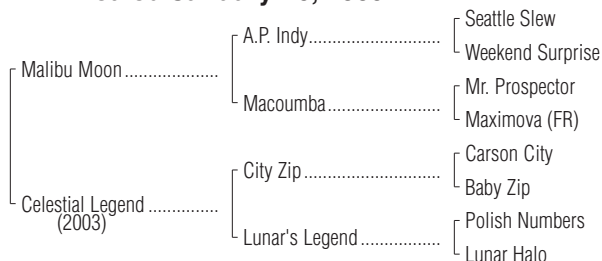 Seattle Slew
A.P. Indy
Weekend Surprise
Malibu Moon
Mr. Prospector
Macoumba
Maximova (FR)
Carson City
City Zip
Baby Zip
Celestial Legend
(2003)
Polish Numbers
Lunar's Legend
Lunar Halo